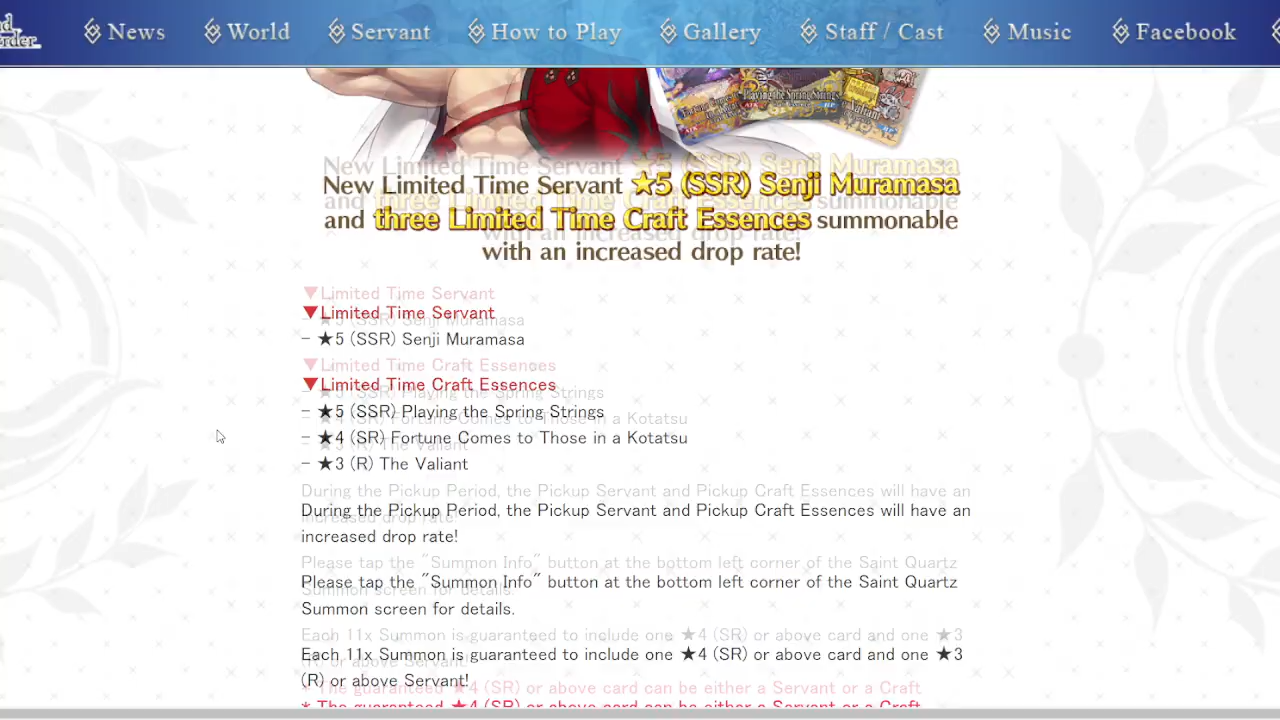 News World Servant How to Play Gallery Staff / Cast Music Facebook
Playing the Spring Strings
Valiant
New Limited Time Servant ★5 (SSR) Senji Muramasa
and three Limited Time Craft Essences summonable
with an increased drop rate!
▼Limited Time Servant
– ★5 (SSR) Senji Muramasa
▼Limited Time Craft Essences
– ★5 (SSR) Playing the Spring Strings
– ★4 (SR) Fortune Comes to Those in a Kotatsu
– ★3 (R) The Valiant
During the Pickup Period, the Pickup Servant and Pickup Craft Essences will have an
increased drop rate!
Please tap the "Summon Info" button at the bottom left corner of the Saint Quartz
Summon screen for details.
Each 11x Summon is guaranteed to include one ★4 (SR) or above card and one ★3
(R) or above Servant!
* The guaranteed ★4 (SR) or above card can be either a Servant or a Craft